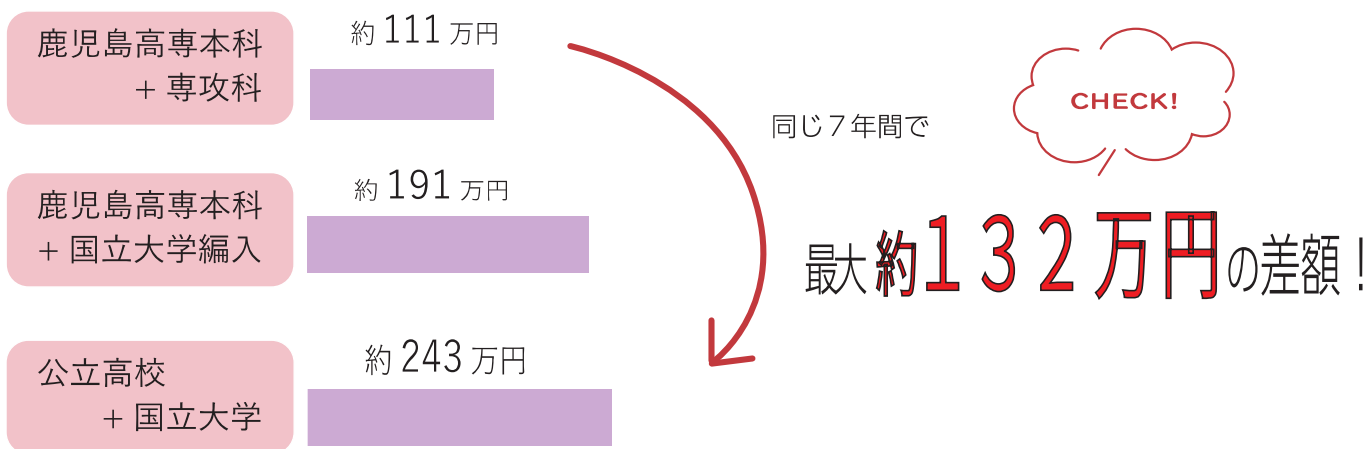 鹿児島高専本科
+ 専攻科
約 111 万円
鹿児島高専本科
+ 国立大学編入
約 191 万円
公立高校
+ 国立大学
約 243 万円
同じ７年間で
CHECK!
最大約１３２万円の差額！